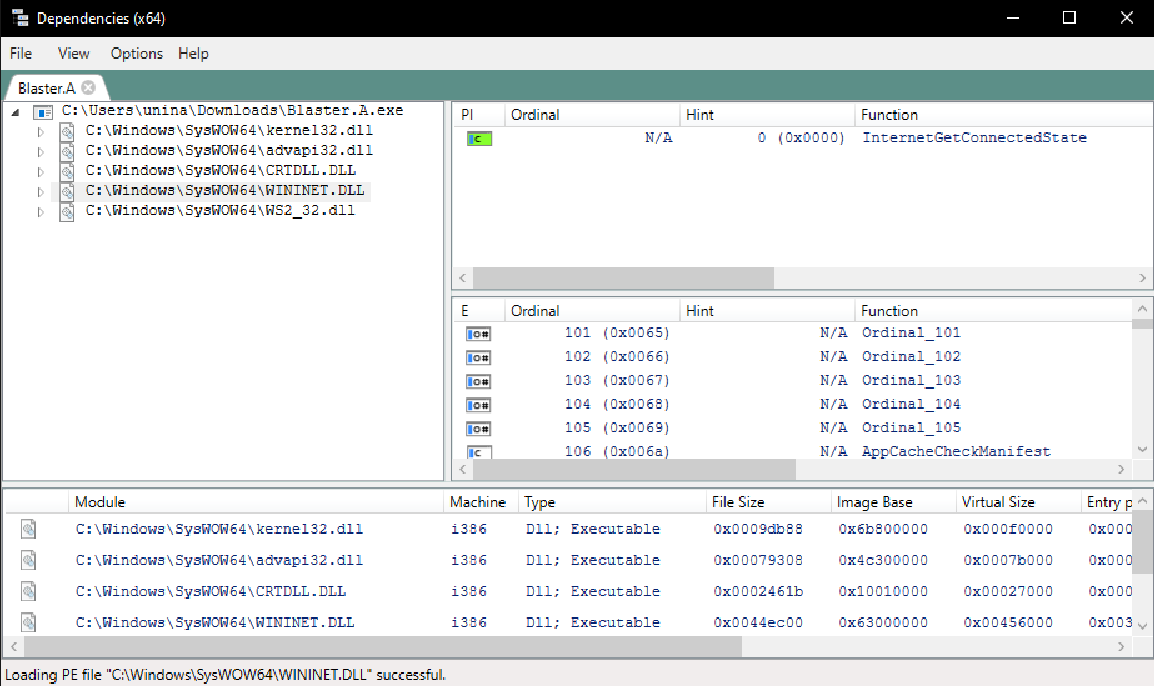 Dependencies (x64)
File View Options Help
Blaster.A
C:\Users\unina\Downloads\Blaster.A.exe
C:\Windows\SysWOW64\kernel32.dll
C:\Windows\SysWOW64\advapi32.dll
C:\Windows\SysWOW64\CRTDLL.DLL
C:\Windows\SysWOW64\WININET.DLL
C:\Windows\SysWOW64\WS2_32.dll
PI Ordinal Hint Function
C N/A 0 (0x0000) InternetGetConnectedState
E Ordinal Hint Function
O# 101 (0x0065) N/A Ordinal_101
O# 102 (0x0066) N/A Ordinal_102
O# 103 (0x0067) N/A Ordinal_103
O# 104 (0x0068) N/A Ordinal_104
O# 105 (0x0069) N/A Ordinal_105
C 106 (0x006a) N/A AppCacheCheckManifest
Module Machine Type File Size Image Base Virtual Size Entry p
C:\Windows\SysWOW64\kernel32.dll i386 Dll; Executable 0x0009db88 0x6b800000 0x000f0000 0x000
C:\Windows\SysWOW64\advapi32.dll i386 Dll; Executable 0x00079308 0x4c300000 0x0007b000 0x000
C:\Windows\SysWOW64\CRTDLL.DLL i386 Dll; Executable 0x0002461b 0x10010000 0x00027000 0x000
C:\Windows\SysWOW64\WININET.DLL i386 Dll; Executable 0x0044ec00 0x63000000 0x00456000 0x003
Loading PE file "C:\Windows\SysWOW64\WININET.DLL" successful.